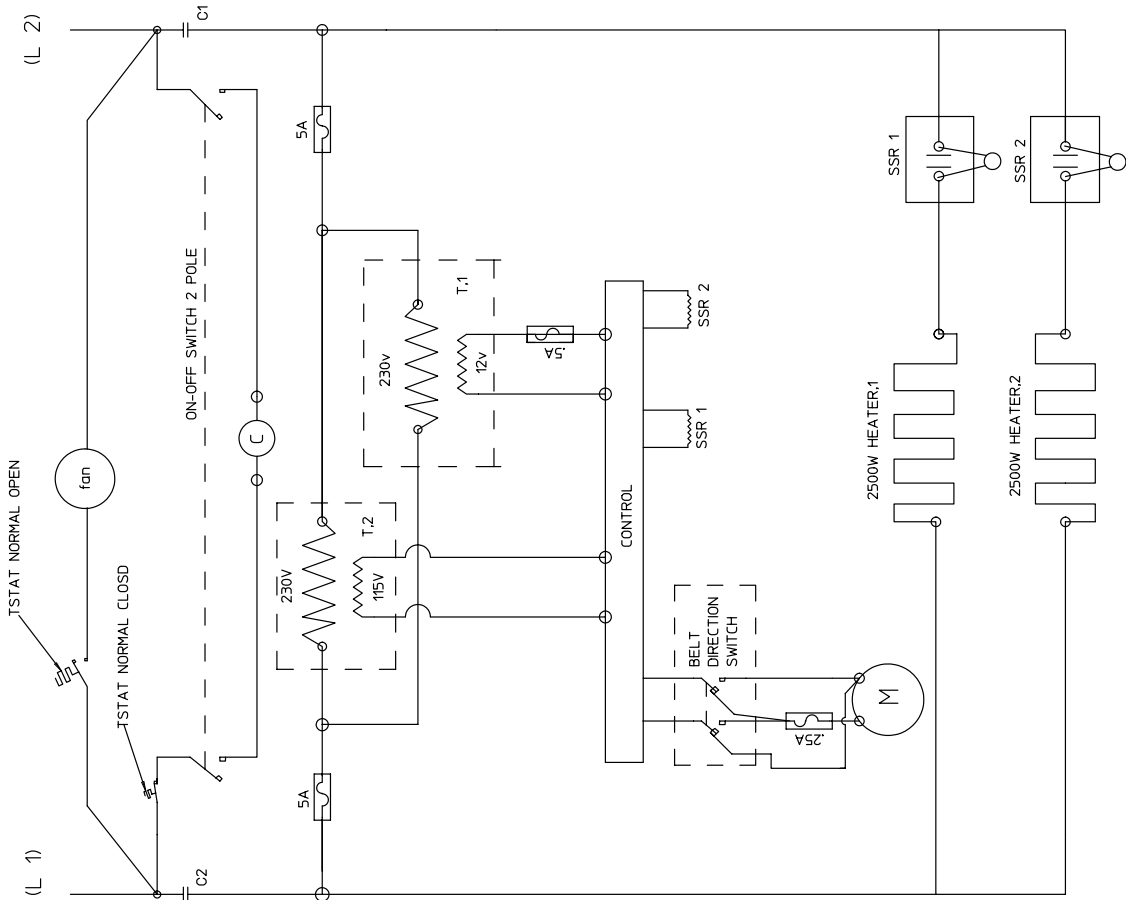 (L 1)
(L 2)
C2
C1
TSTAT NORMAL OPEN
TSTAT NORMAL CLOSD
fan
ON-OFF SWITCH 2 POLE
C
5A
5A
230V
T,2
115V
230v
T,1
12v
.5A
CONTROL
SSR 1
SSR 2
BELT
DIRECTION
SWITCH
.25A
M
2500W HEATER,1
SSR 1
2500W HEATER,2
SSR 2